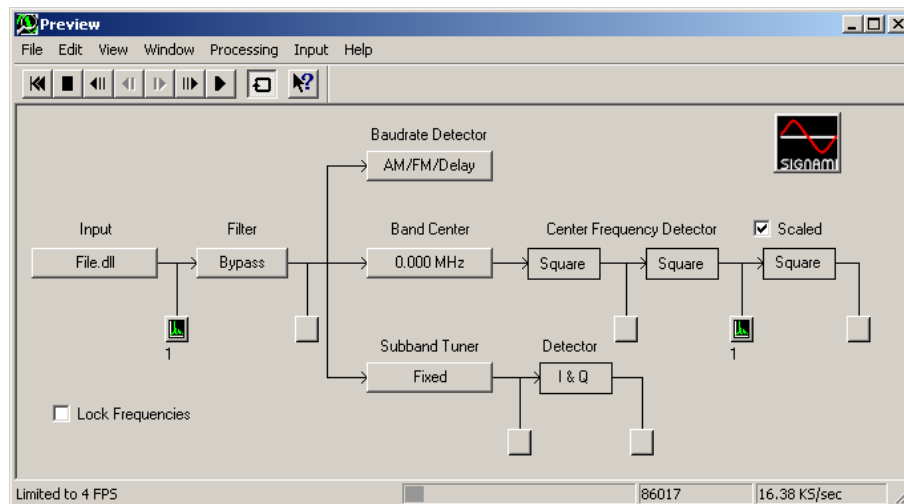 Preview
File Edit View Window Processing Input Help
Baudrate Detector
AM/FM/Delay
SIGNAMI
Input
Filter
Band Center
Center Frequency Detector
Scaled
File.dll
Bypass
0.000 MHz
Square
Square
Square
1
1
Subband Tuner
Detector
Fixed
I & Q
Lock Frequencies
Limited to 4 FPS
86017
16.38 KS/sec